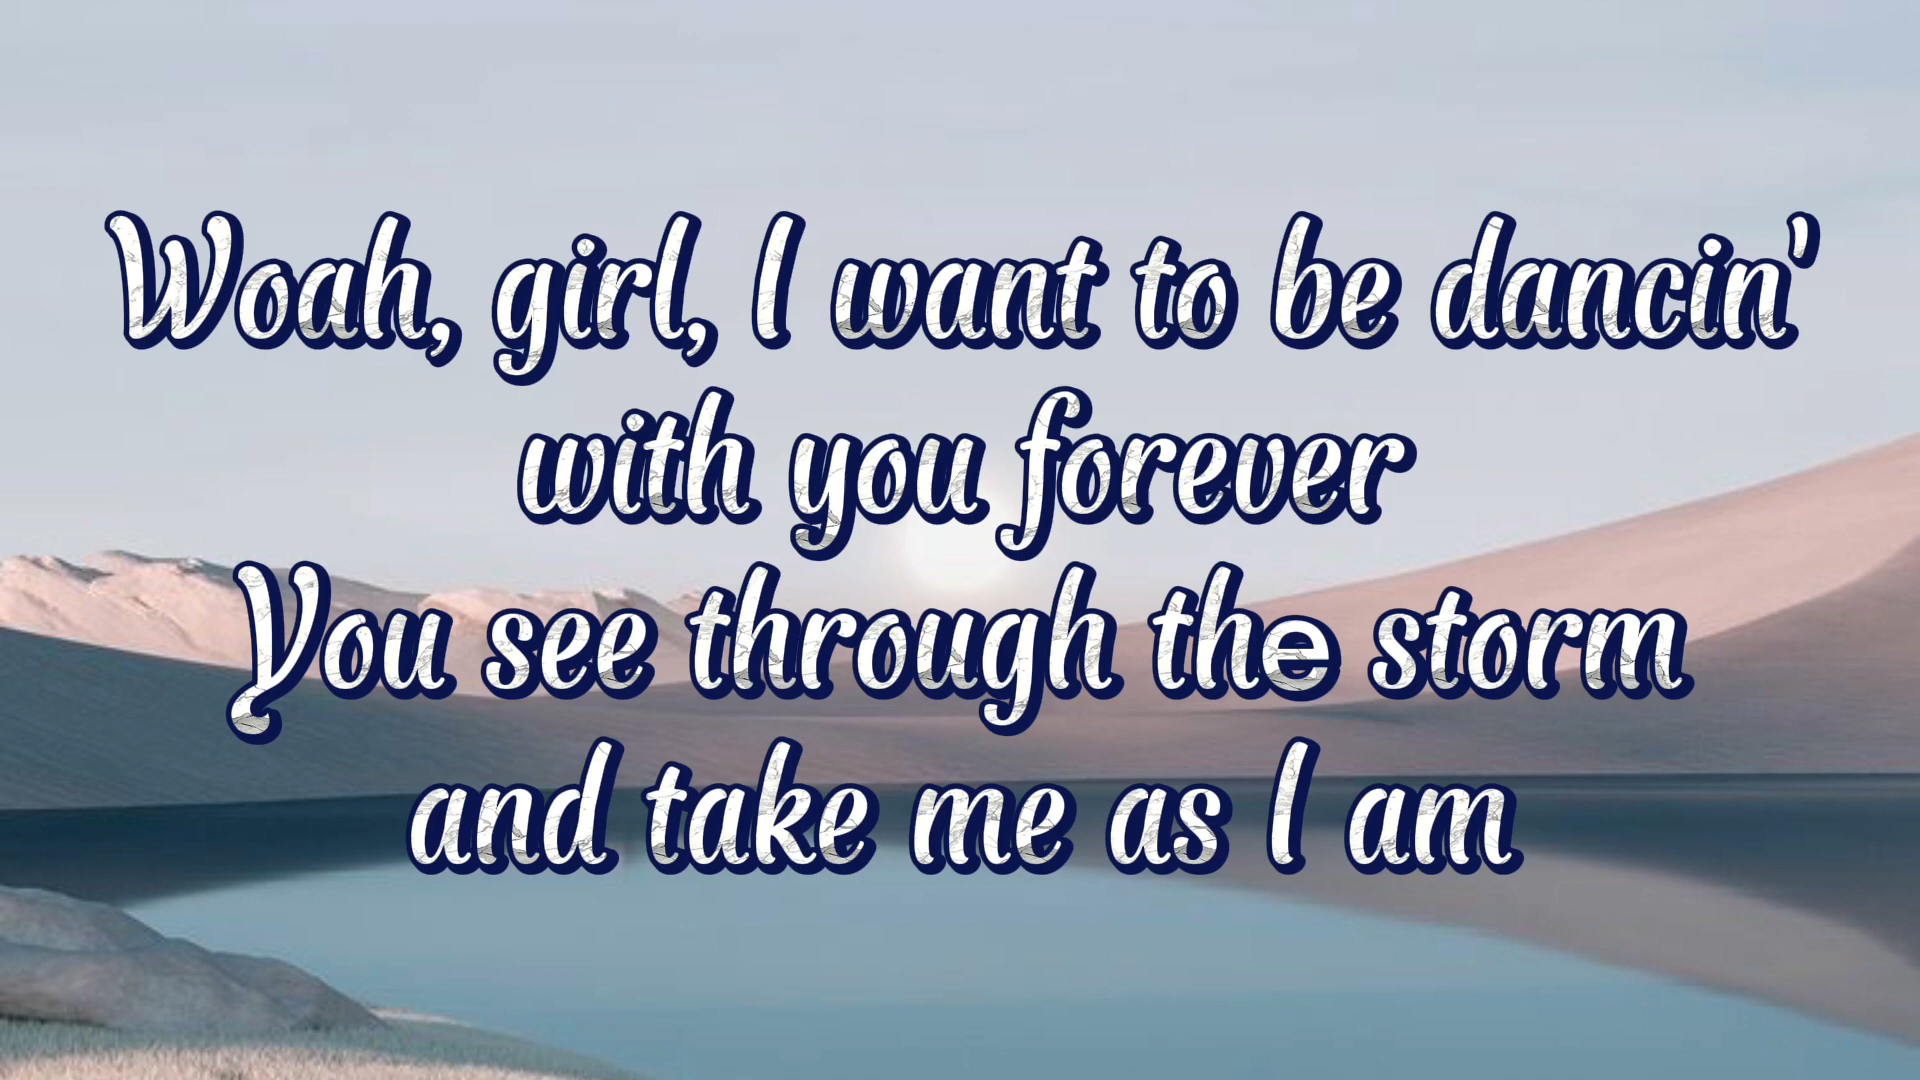 Woah, girl, I want to be dancin'
with you forever
You see through the storm
and take me as I am